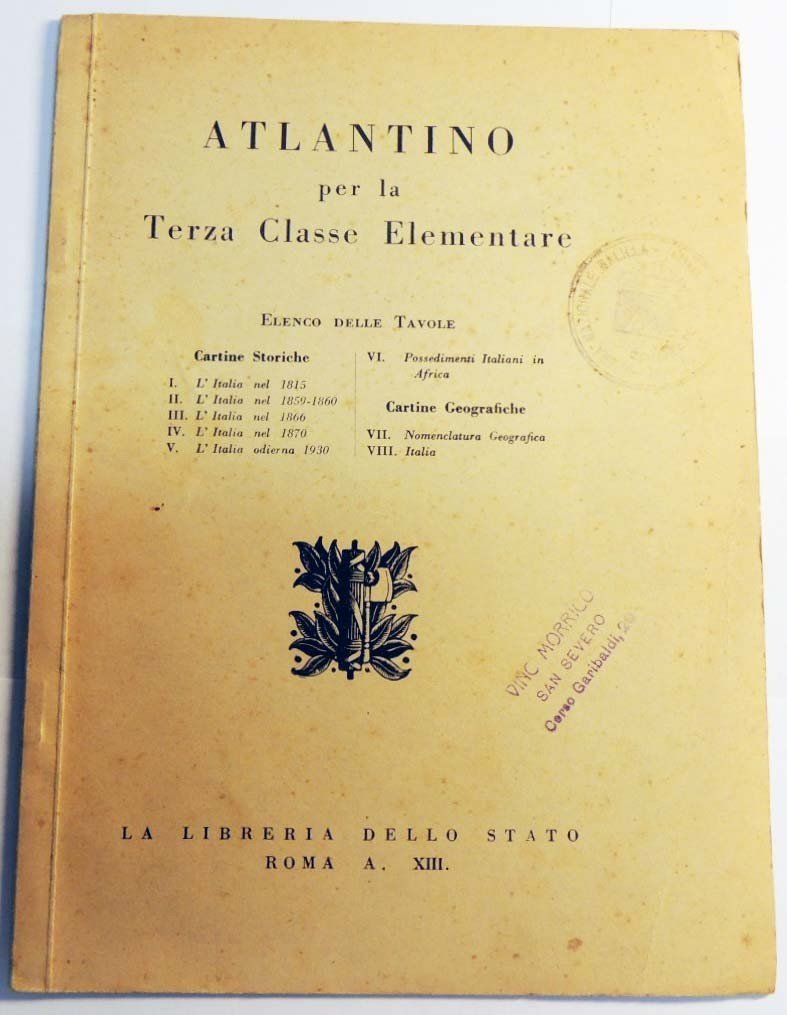 ATLANTINO
per la
Terza Classe Elementare
ELENCO DELLE TAVOLE
Cartine Storiche
I. L' Italia nel 1815
II. L' Italia nel 1859-1860
III. L' Italia nel 1866
IV. L' Italia nel 1870
V. L' Italia odierna 1930
VI. Possedimenti Italiani in
Africa
Cartine Geografiche
VII. Nomenclatura Geografica
VIII. Italia
BALILLA
MORRICO
SAN SEVERO
Corso Garibaldi,
LA LIBRERIA DELLO STATO
ROMA A. XIII.